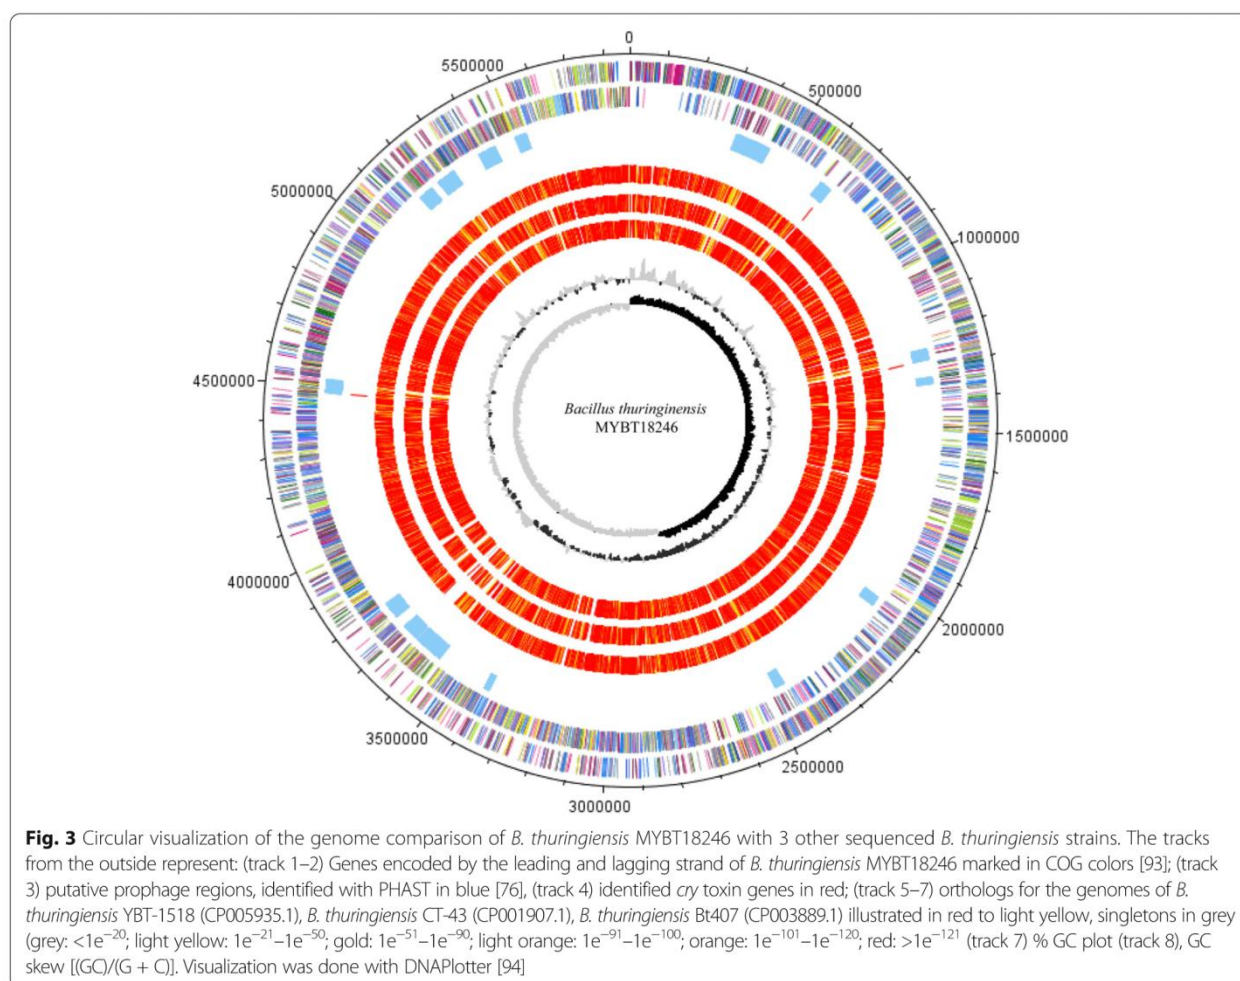 0
500000
1000000
1500000
2000000
2500000
3000000
3500000
4000000
4500000
5000000
5500000
Bacillus thuringinensis
MYBT18246
Fig. 3 Circular visualization of the genome comparison of B. thuringiensis MYBT18246 with 3 other sequenced B. thuringiensis strains. The tracks
from the outside represent: (track 1–2) Genes encoded by the leading and lagging strand of B. thuringiensis MYBT18246 marked in COG colors [93]; (track
3) putative prophage regions, identified with PHAST in blue [76], (track 4) identified cry toxin genes in red; (track 5–7) orthologs for the genomes of B.
thuringiensis YBT-1518 (CP005935.1), B. thuringiensis CT-43 (CP001907.1), B. thuringiensis Bt407 (CP003889.1) illustrated in red to light yellow, singletons in grey
(grey: <1e⁻²⁰; light yellow: 1e⁻²¹–1e⁻⁵⁰; gold: 1e⁻⁵¹–1e⁻⁹⁰; light orange: 1e⁻⁹¹–1e⁻¹⁰⁰; orange: 1e⁻¹⁰¹–1e⁻¹²⁰; red: >1e⁻¹²¹ (track 7) % GC plot (track 8), GC
skew [(GC)/(G + C)]. Visualization was done with DNAPlotter [94]